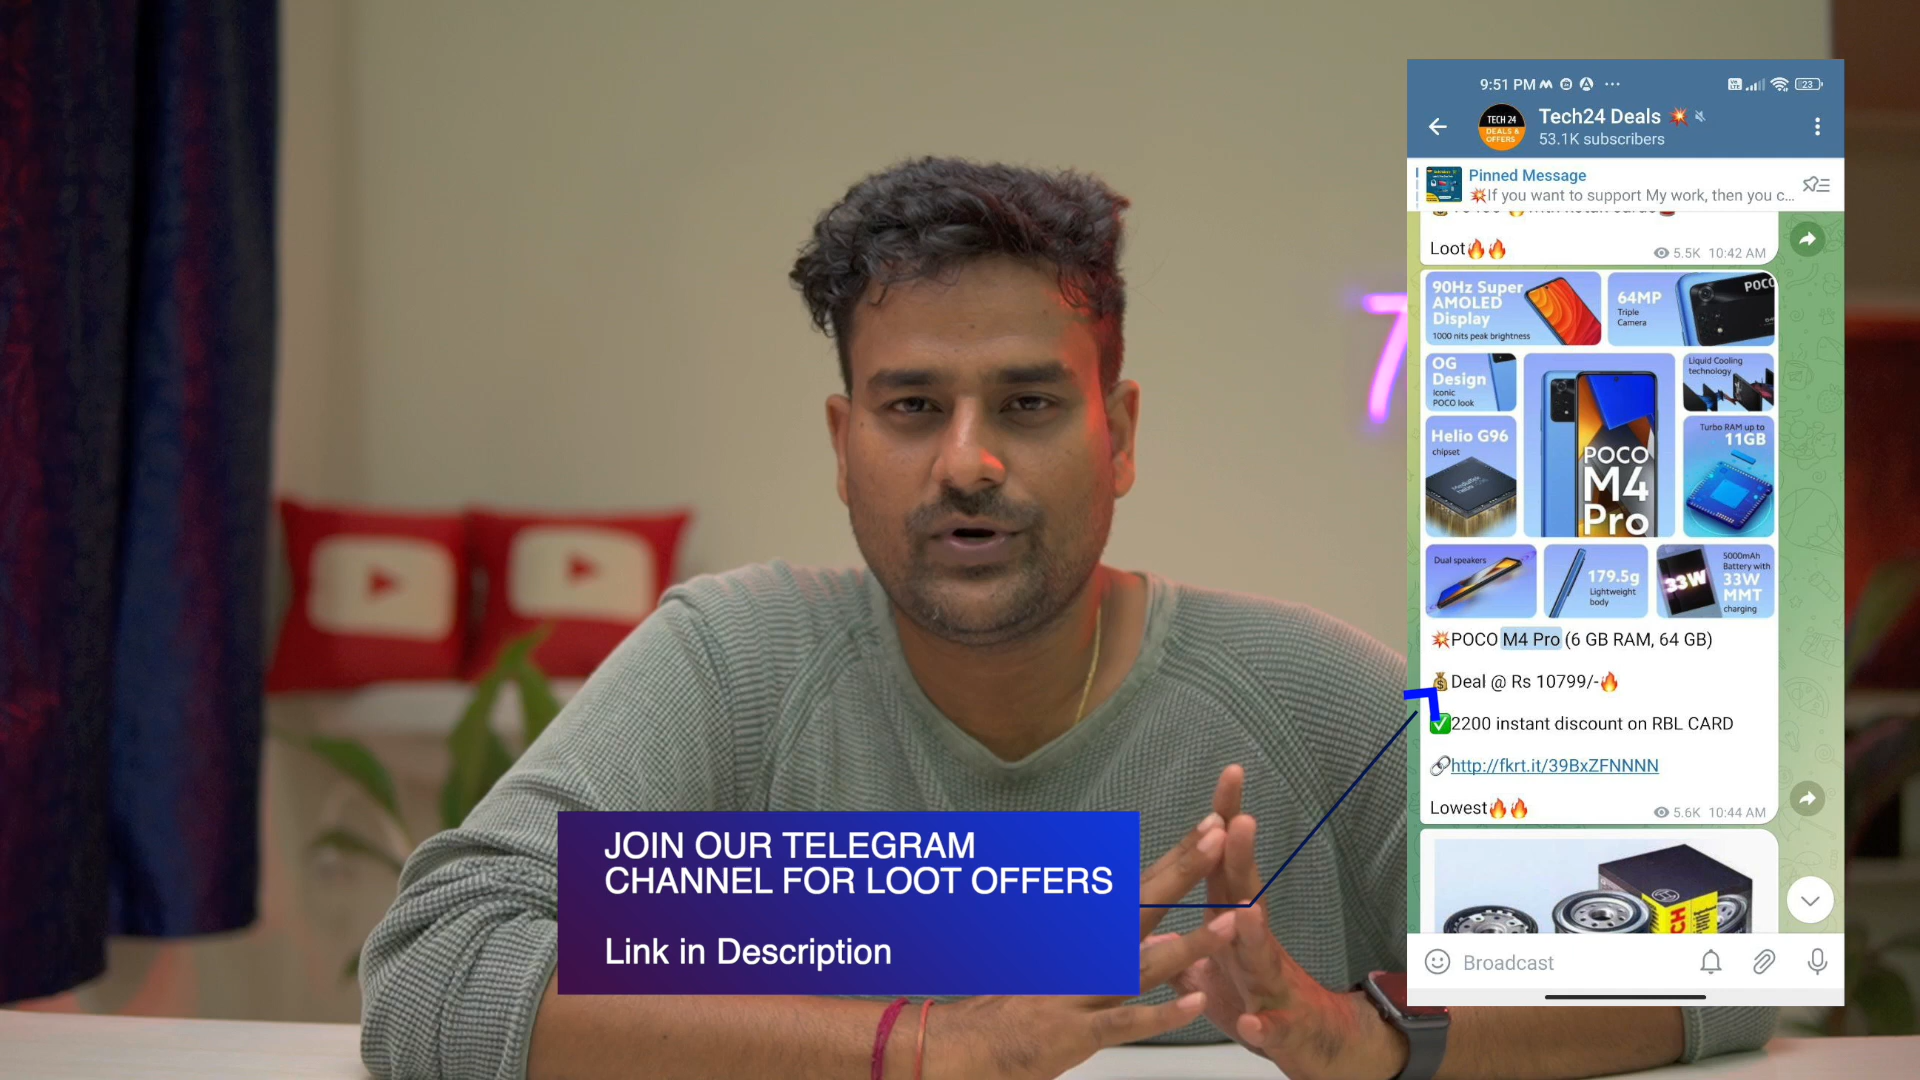 9:51 PM
23
TECH 24
DEALS &
OFFERS
Tech24 Deals 💥
53.1K subscribers
Pinned Message
💥If you want to support My work, then you c...
Loot🔥🔥
5.5K 10:42 AM
90Hz Super
AMOLED
Display
1000 nits peak brightness
64MP
Triple
Camera
POCO
OG
Design
iconic
POCO look
Liquid Cooling
technology
Helio G96
chipset
POCO
M4
Pro
Turbo RAM up to
11GB
Dual speakers
179.5g
Lightweight
body
33W
5000mAh
Battery with
33W
MMT
charging
💥POCO M4 Pro (6 GB RAM, 64 GB)
💰Deal @ Rs 10799/-🔥
✅2200 instant discount on RBL CARD
🔗http://fkrt.it/39BxZFNNNN
Lowest🔥🔥
5.6K 10:44 AM
Broadcast
JOIN OUR TELEGRAM
CHANNEL FOR LOOT OFFERS
Link in Description